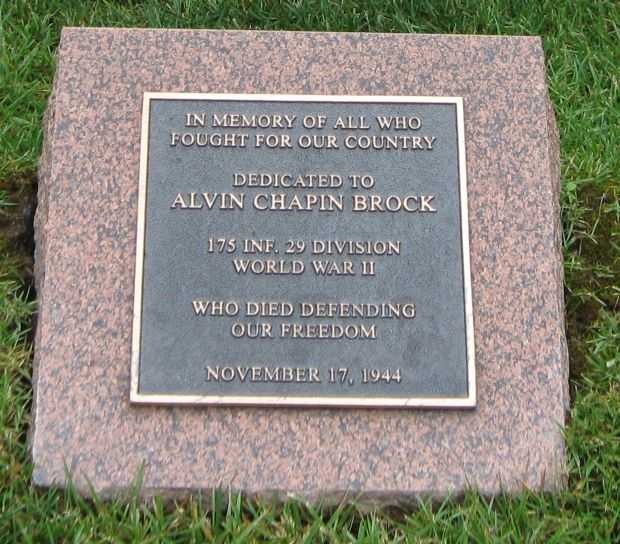 IN MEMORY OF ALL WHO
FOUGHT FOR OUR COUNTRY
DEDICATED TO
ALVIN CHAPIN BROCK
175 INF. 29 DIVISION
WORLD WAR II
WHO DIED DEFENDING
OUR FREEDOM
NOVEMBER 17, 1944